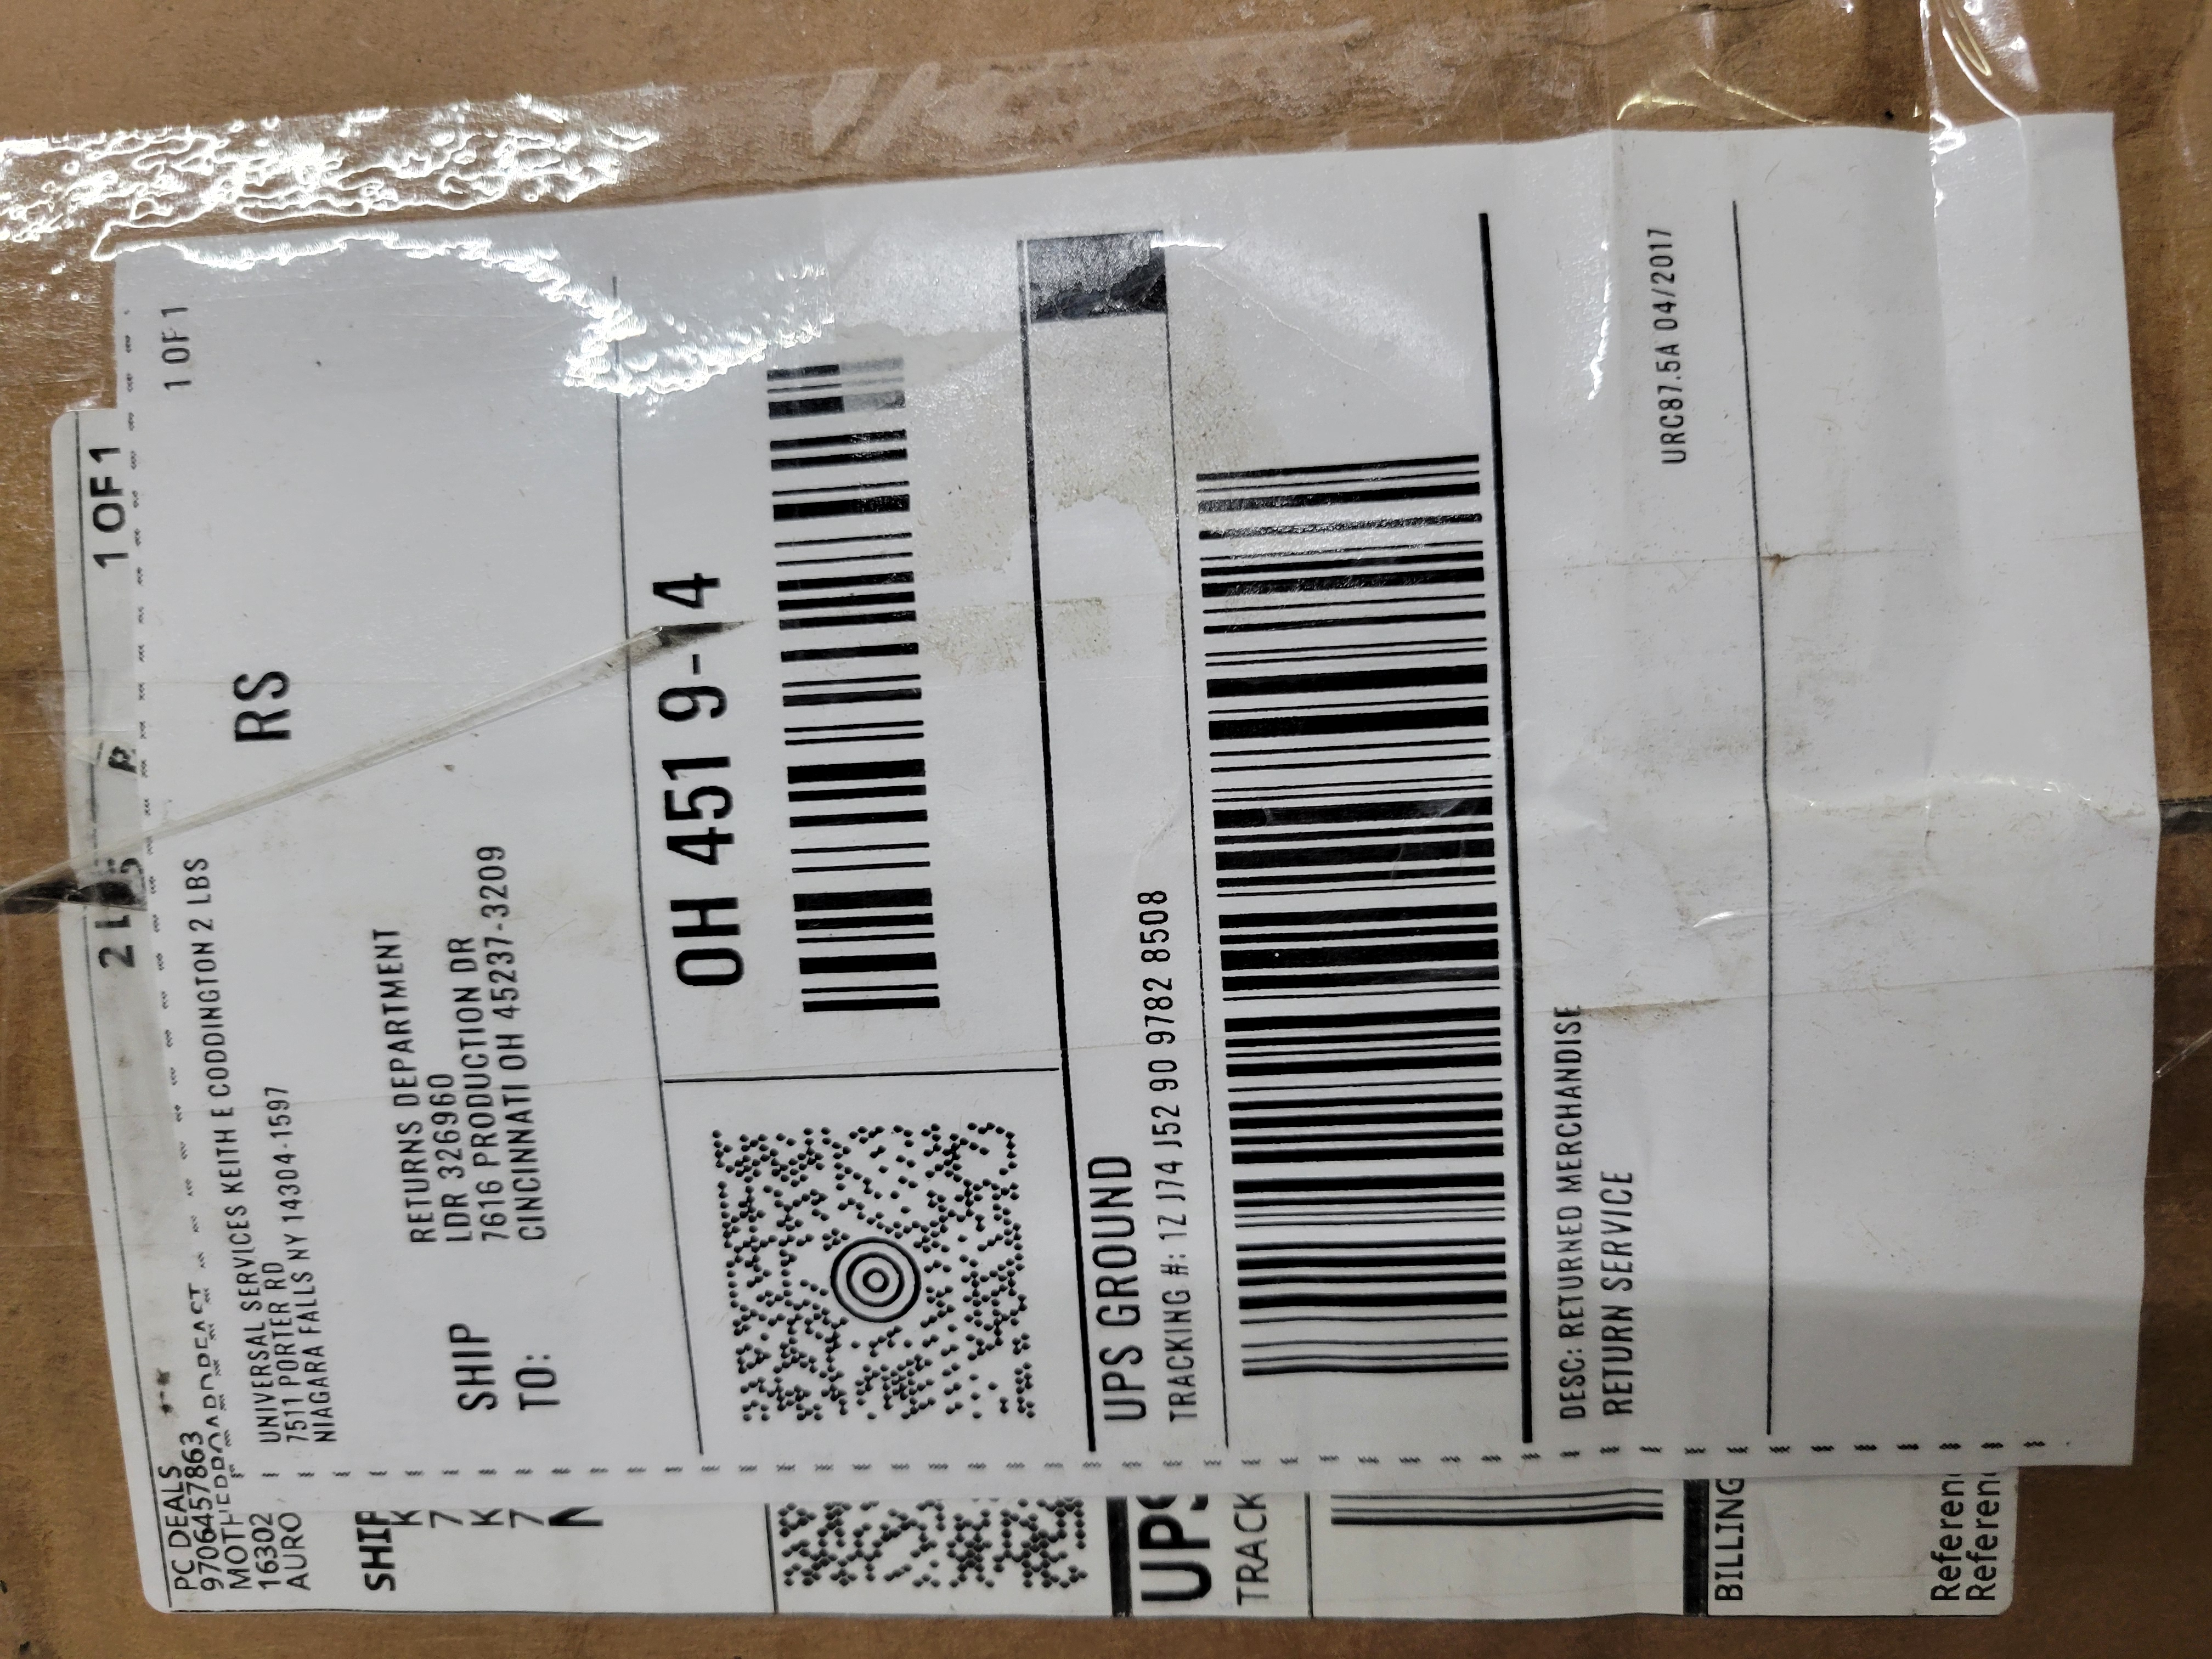 1 OF 1
2 LBS
PC DEALS
9706457863
16302
AURO
SHIP
K
7
K
7
UPS
TRACK
BILLING
Referen
Referen
1 OF 1
UNIVERSAL SERVICES KEITH E CODDINGTON 2 LBS
7511 PORTER RD
NIAGARA FALLS NY 14304-1597
RS
SHIP
TO:
RETURNS DEPARTMENT
LDR 326960
7616 PRODUCTION DR
CINCINNATI OH 45237-3209
OH 451 9-14
UPS GROUND
TRACKING #: 1Z J74 J52 90 9782 8508
DESC: RETURNED MERCHANDISE
RETURN SERVICE
URC87.5A 04/2017